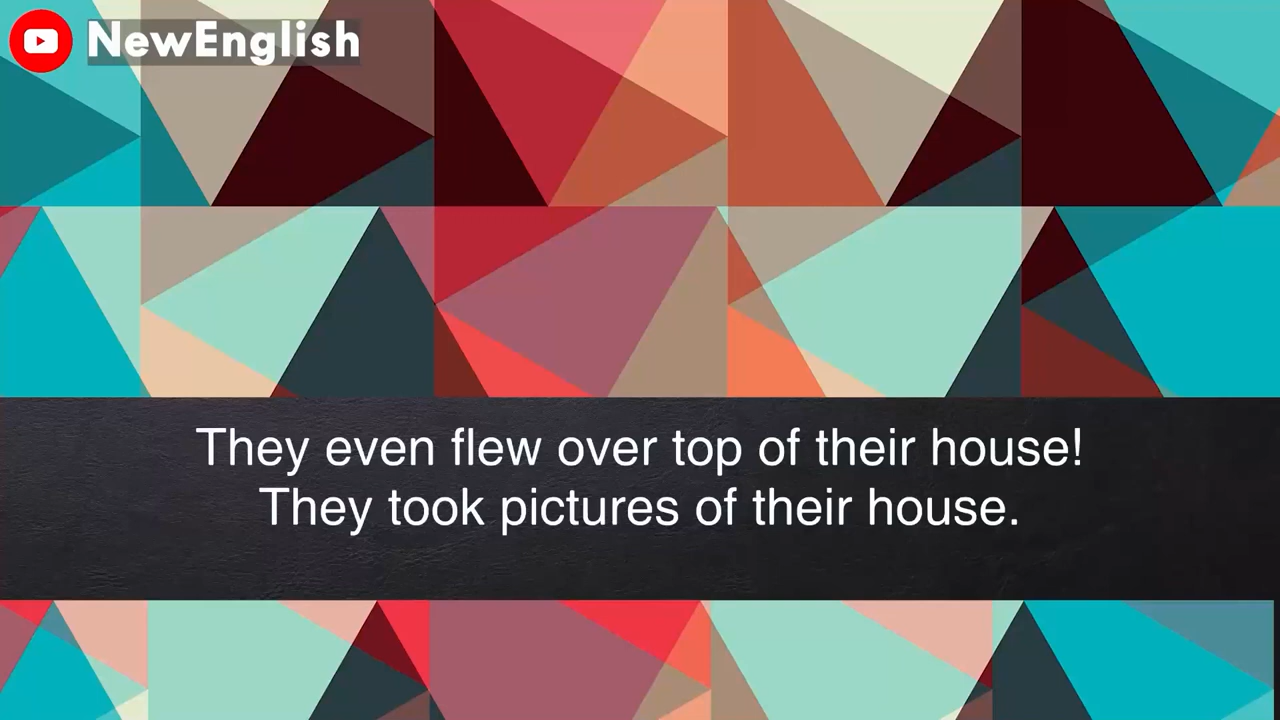 NewEnglish
They even flew over top of their house!
They took pictures of their house.